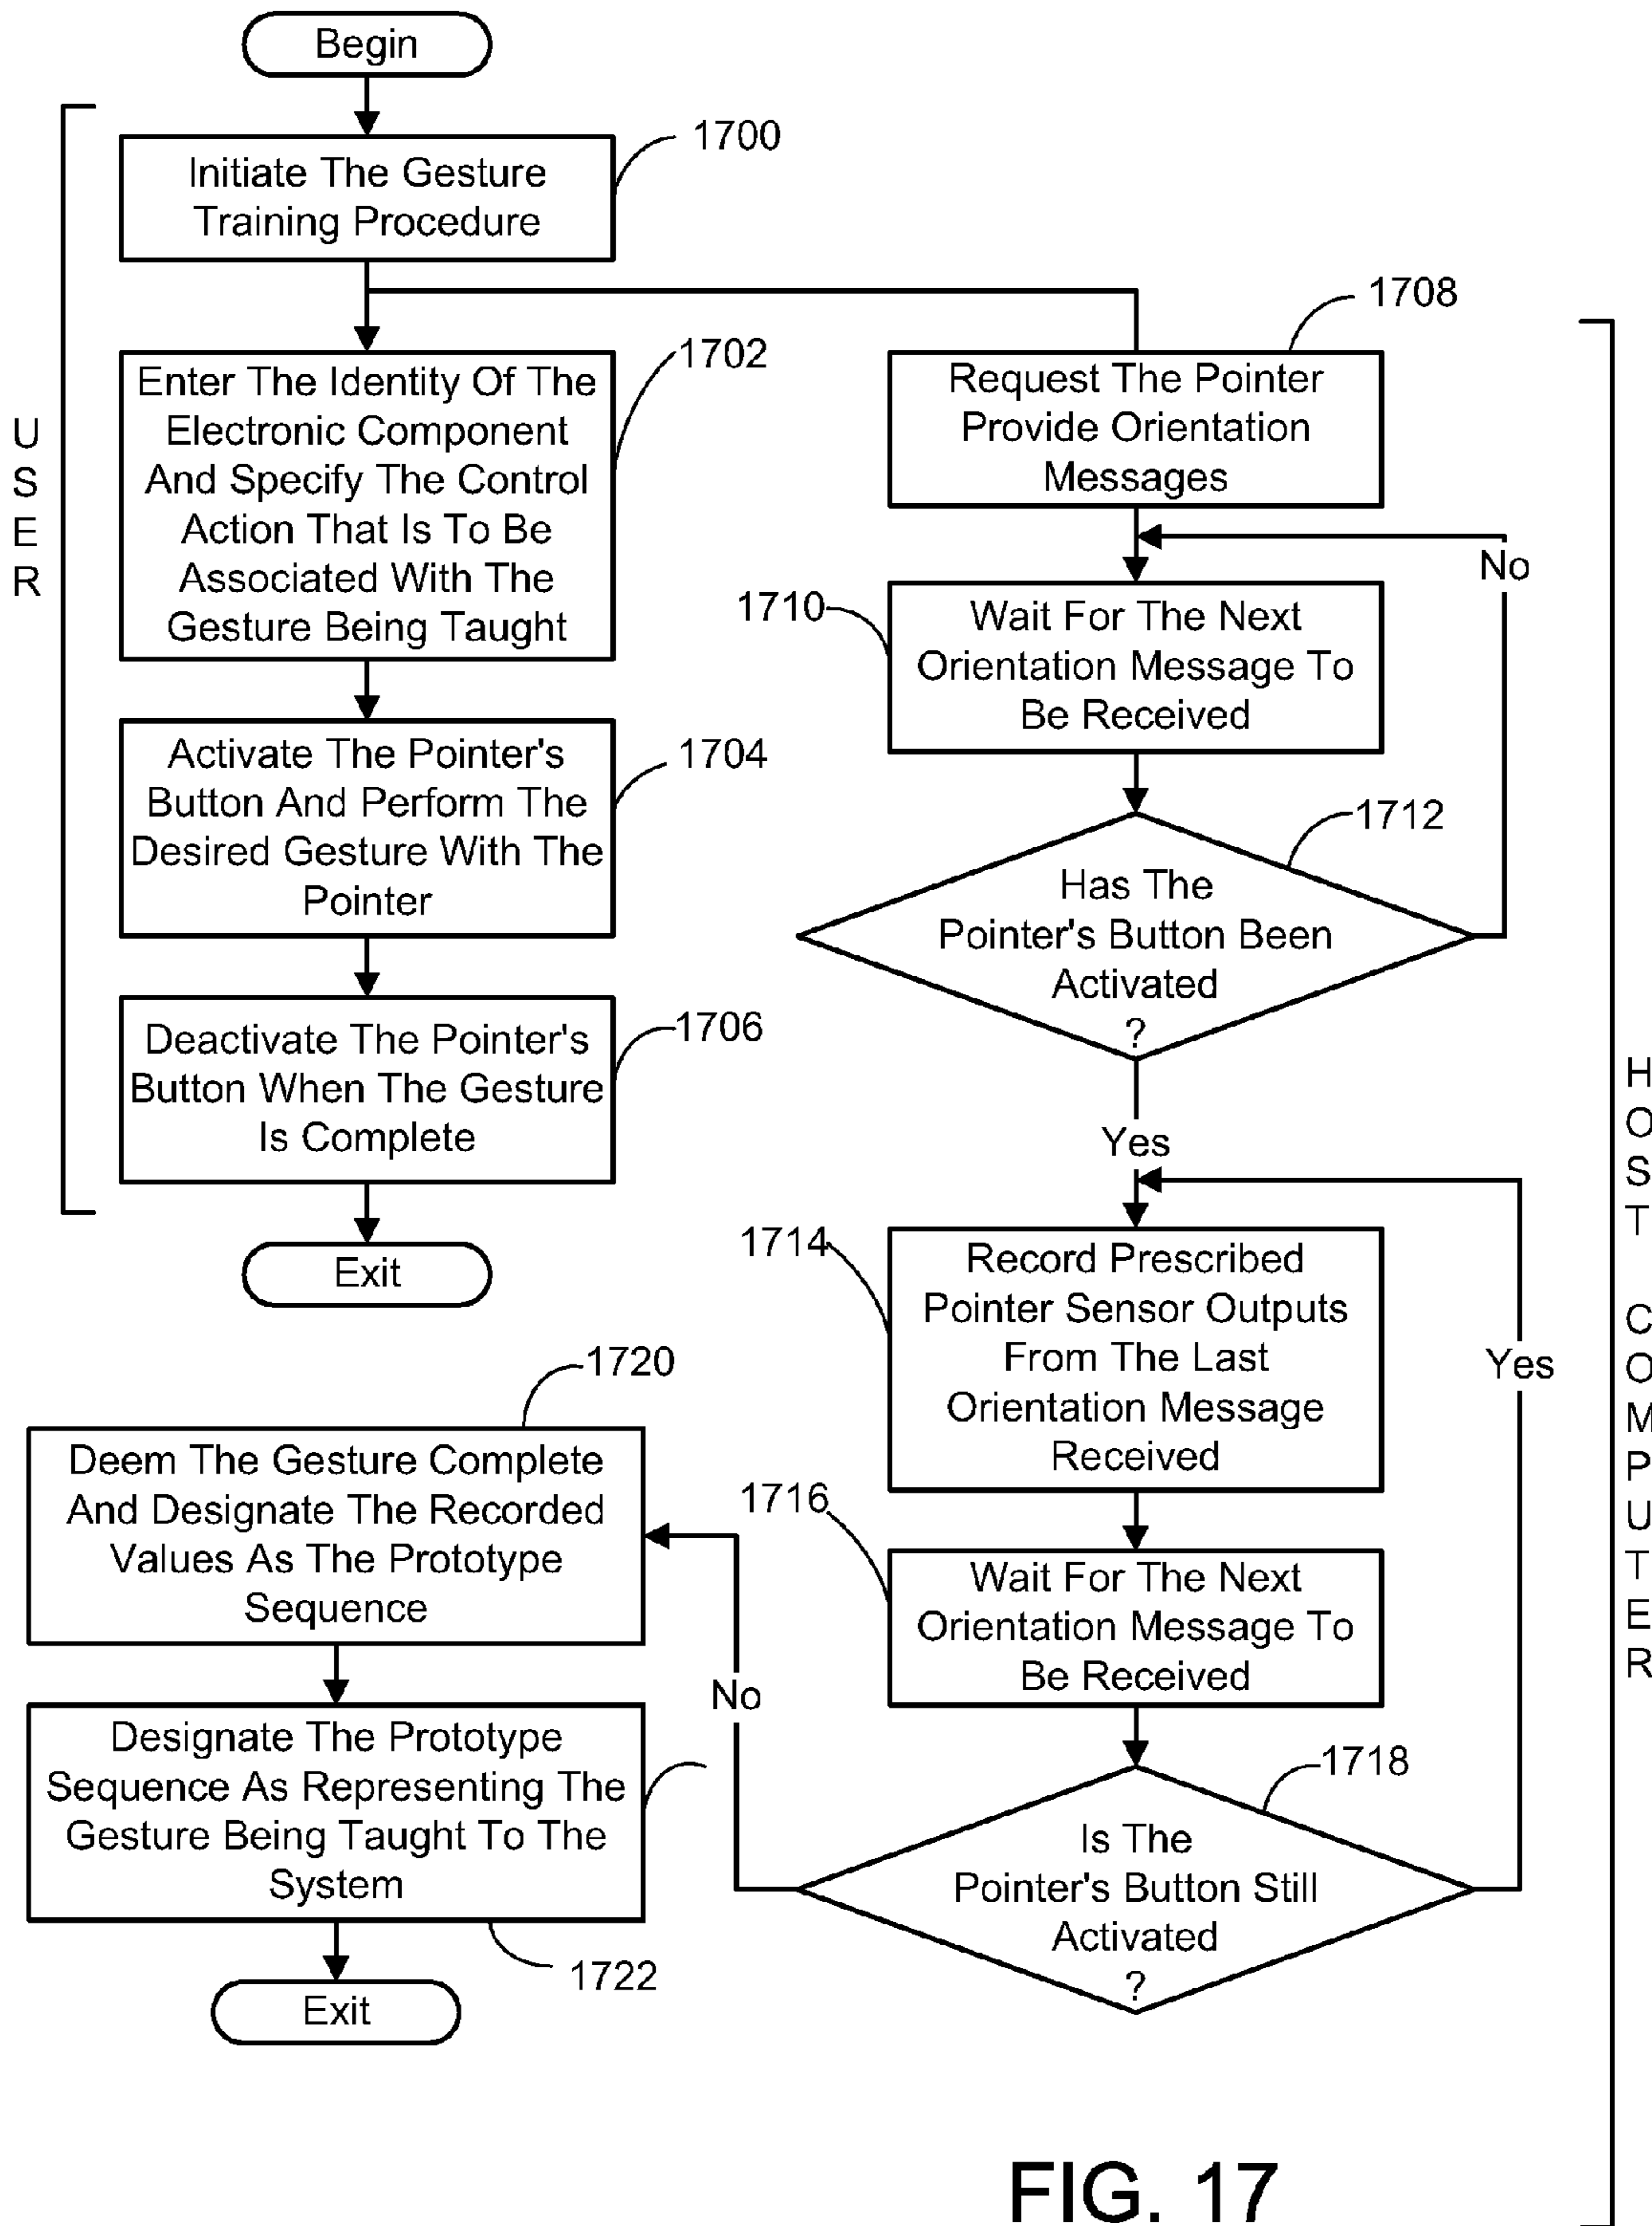 Begin
1700
Initiate The Gesture
Training Procedure
USER
1702
Enter The Identity Of The
Electronic Component
And Specify The Control
Action That Is To Be
Associated With The
Gesture Being Taught
1704
Activate The Pointer's
Button And Perform The
Desired Gesture With The
Pointer
1706
Deactivate The Pointer's
Button When The Gesture
Is Complete
Exit
1708
Request The Pointer
Provide Orientation
Messages
No
1710
Wait For The Next
Orientation Message To
Be Received
1712
Has The
Pointer's Button Been
Activated
?
Yes
HOST COMPUTER
1714
Record Prescribed
Pointer Sensor Outputs
From The Last
Orientation Message
Received
Yes
1716
Wait For The Next
Orientation Message To
Be Received
1718
Is The
Pointer's Button Still
Activated
?
No
1720
Deem The Gesture Complete
And Designate The Recorded
Values As The Prototype
Sequence
Designate The Prototype
Sequence As Representing The
Gesture Being Taught To The
System
1722
Exit
FIG. 17